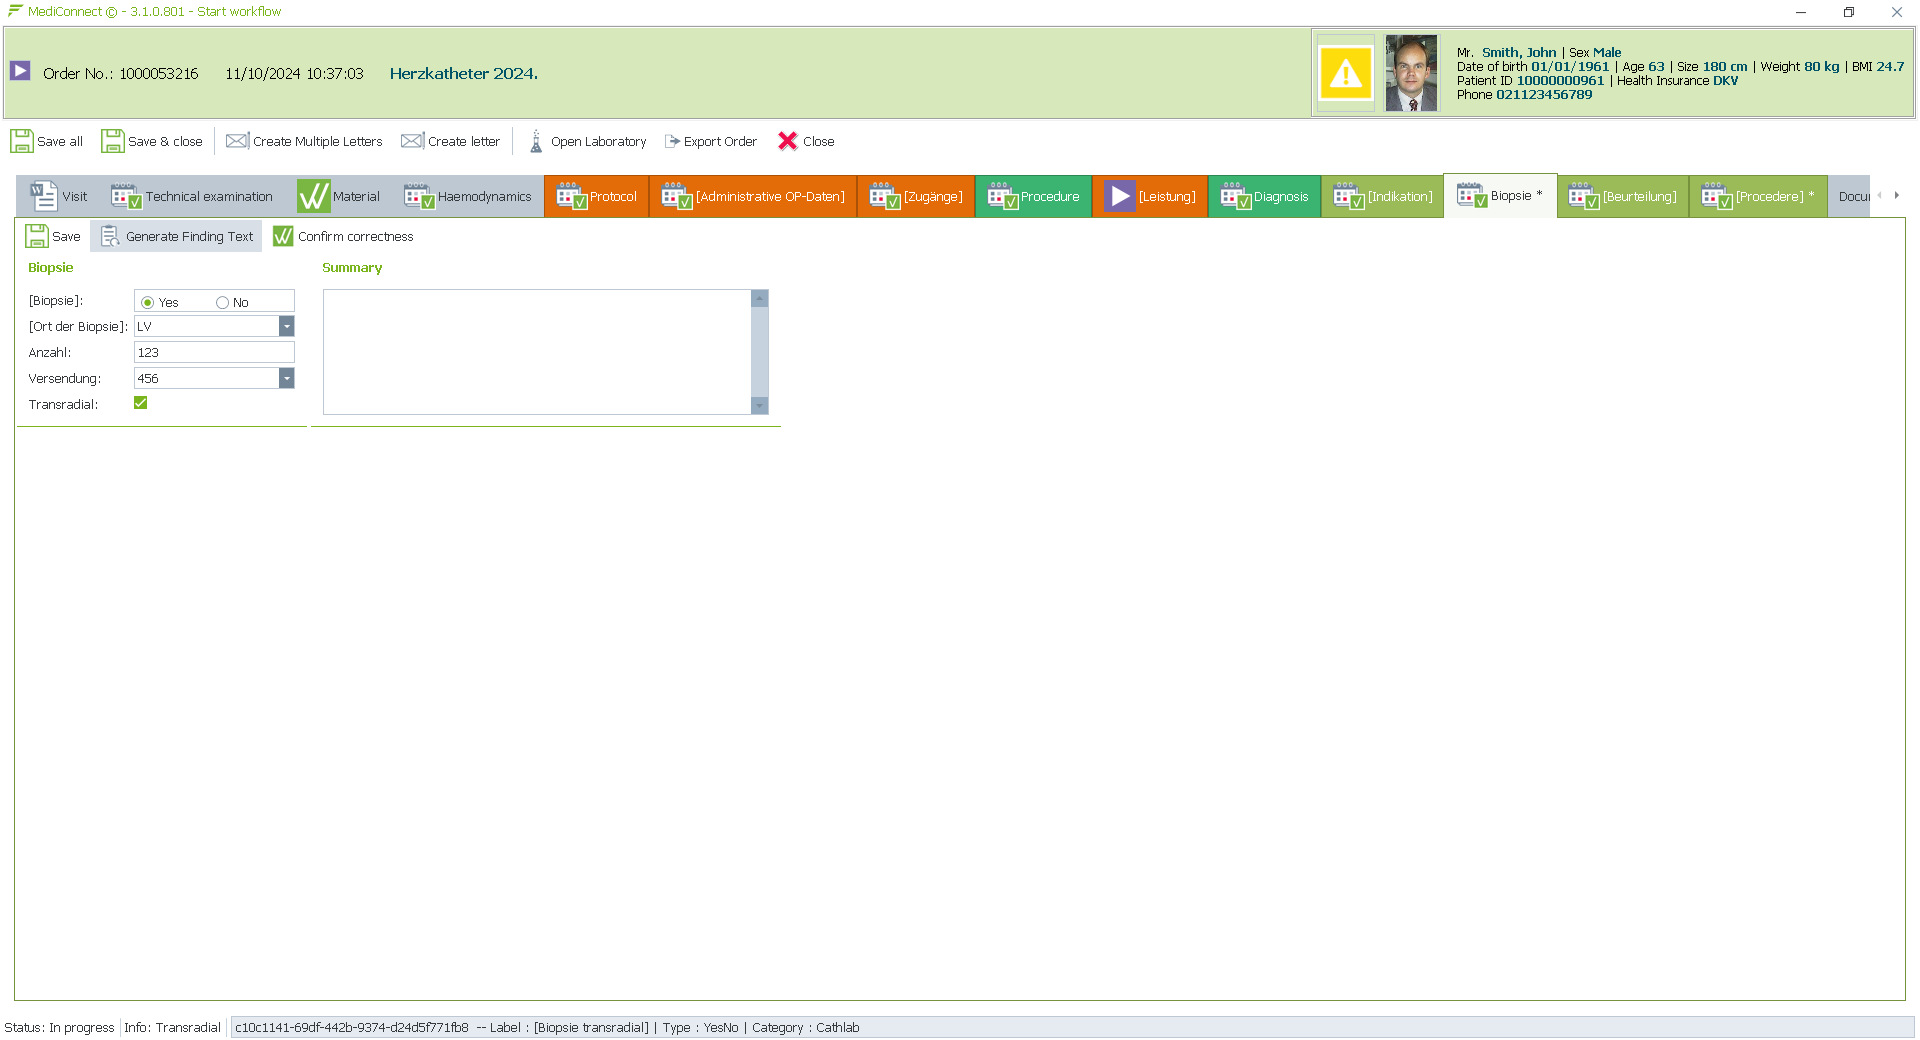 MediConnect © - 3.1.0.801 - Start workflow
Order No.: 1000053216 11/10/2024 10:37:03 Herzkatheter 2024.
Mr. Smith, John | Sex Male
Date of birth 01/01/1961 | Age 63 | Size 180 cm | Weight 80 kg | BMI 24.7
Patient ID 10000000961 | Health Insurance DKV
Phone 021123456789
Save all Save & close Create Multiple Letters Create letter Open Laboratory Export Order Close
Visit Technical examination Material Haemodynamics Protocol [Administrative OP-Daten] [Zugänge] Procedure [Leistung] Diagnosis [Indikation] Biopsie * [Beurteilung] [Procedere] * Docu
Save Generate Finding Text Confirm correctness
Biopsie Summary
[Biopsie]: Yes No
[Ort der Biopsie]: LV
Anzahl: 123
Versendung: 456
Transradial:
Status: In progress Info: Transradial c10c1141-69df-442b-9374-d24d5f771fb8 -- Label : [Biopsie transradial] | Type : YesNo | Category : Cathlab